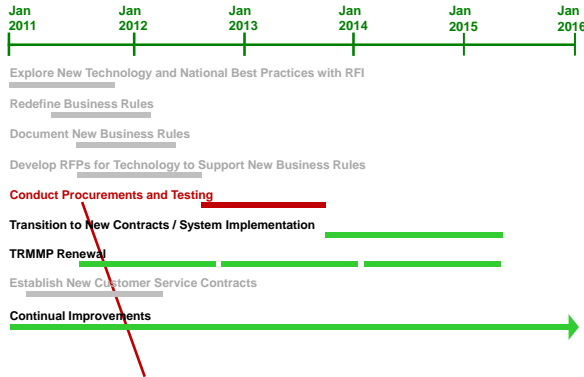 Jan Jan Jan Jan Jan Jan
2011 2012 2013 2014 2015 2016
Explore New Technology and National Best Practices with RFI
Redefine Business Rules
Document New Business Rules
Develop RFPs for Technology to Support New Business Rules
Conduct Procurements and Testing
Transition to New Contracts / System Implementation
TRMMP Renewal
Establish New Customer Service Contracts
Continual Improvements